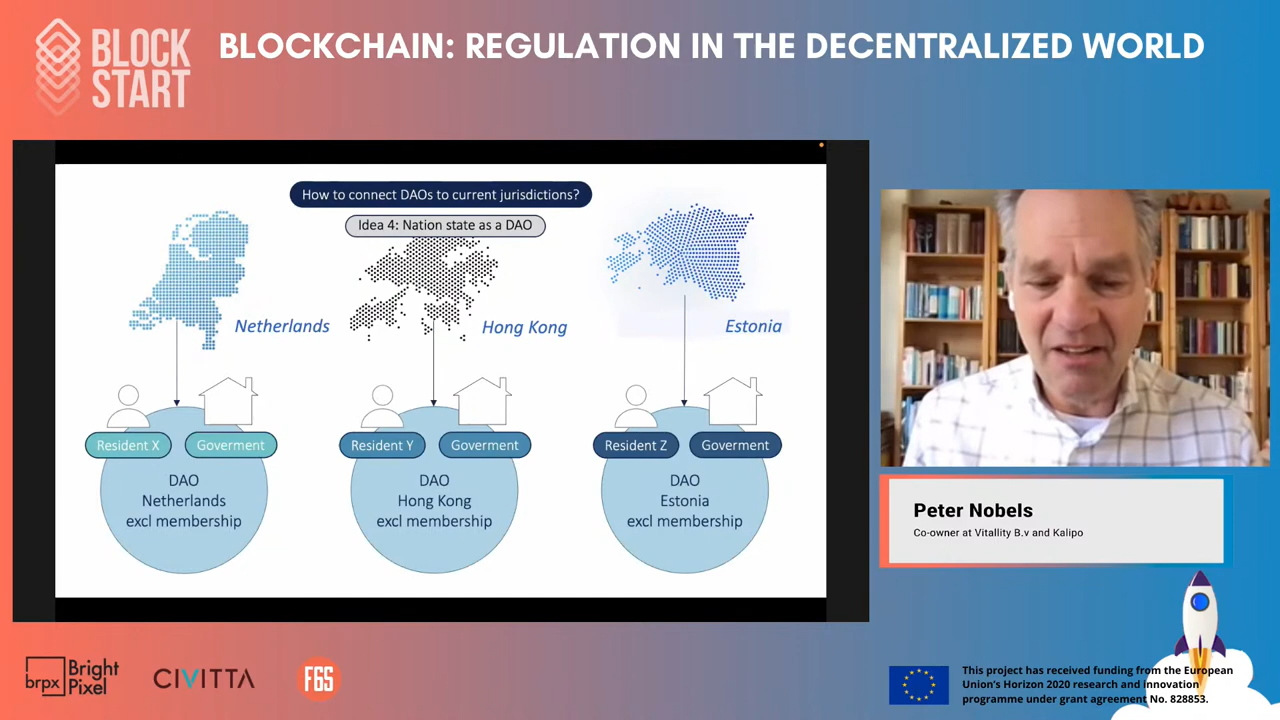 BLOCK
START
BLOCKCHAIN: REGULATION IN THE DECENTRALIZED WORLD
How to connect DAOs to current jurisdictions?
Idea 4: Nation state as a DAO
Netherlands
Hong Kong
Estonia
Resident X
Goverment
Resident Y
Goverment
Resident Z
Goverment
DAO
Netherlands
excl membership
DAO
Hong Kong
excl membership
DAO
Estonia
excl membership
Peter Nobels
Co-owner at Vitallity B.v and Kalipo
brpx
Bright
Pixel
CIVITTA
F6S
This project has received funding from the European
Union's Horizon 2020 research and innovation
programme under grant agreement No. 828853.